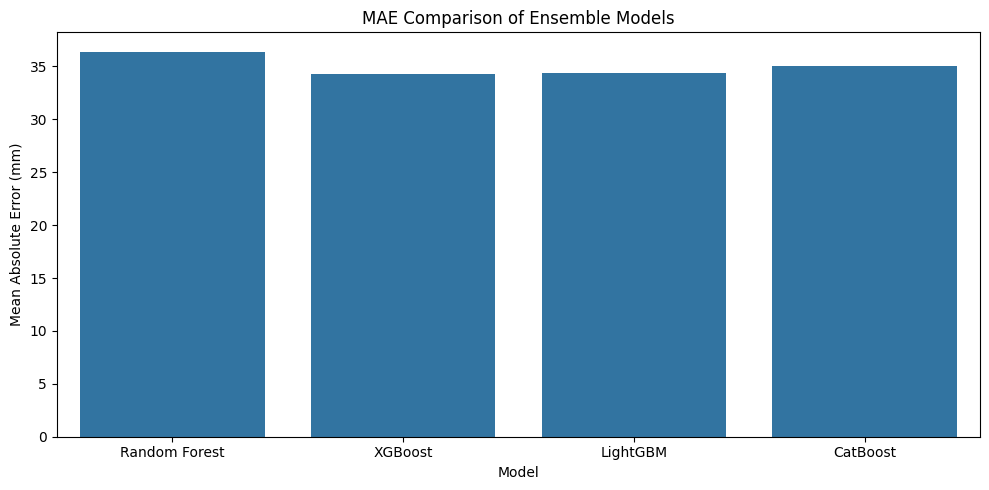 MAE Comparison of Ensemble Models
Mean Absolute Error (mm)
35
30
25
20
15
10
5
0
Random Forest
XGBoost
LightGBM
CatBoost
Model